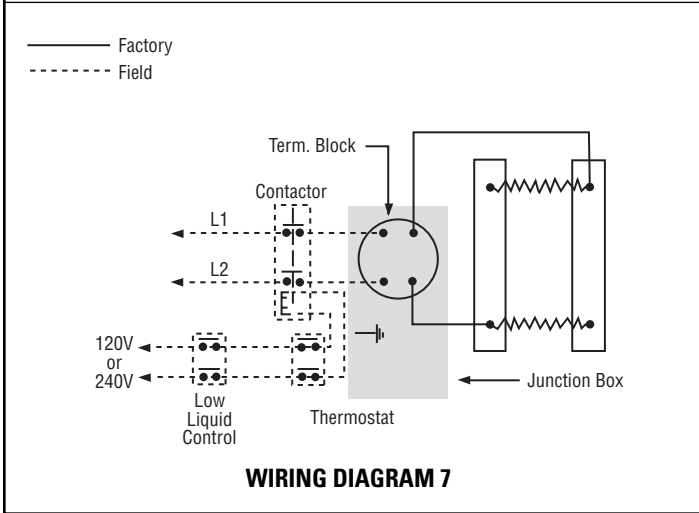 Factory
Field
Term. Block
Contactor
L1
L2
120V
or
240V
Low
Liquid
Control
Thermostat
Junction Box
WIRING DIAGRAM 7